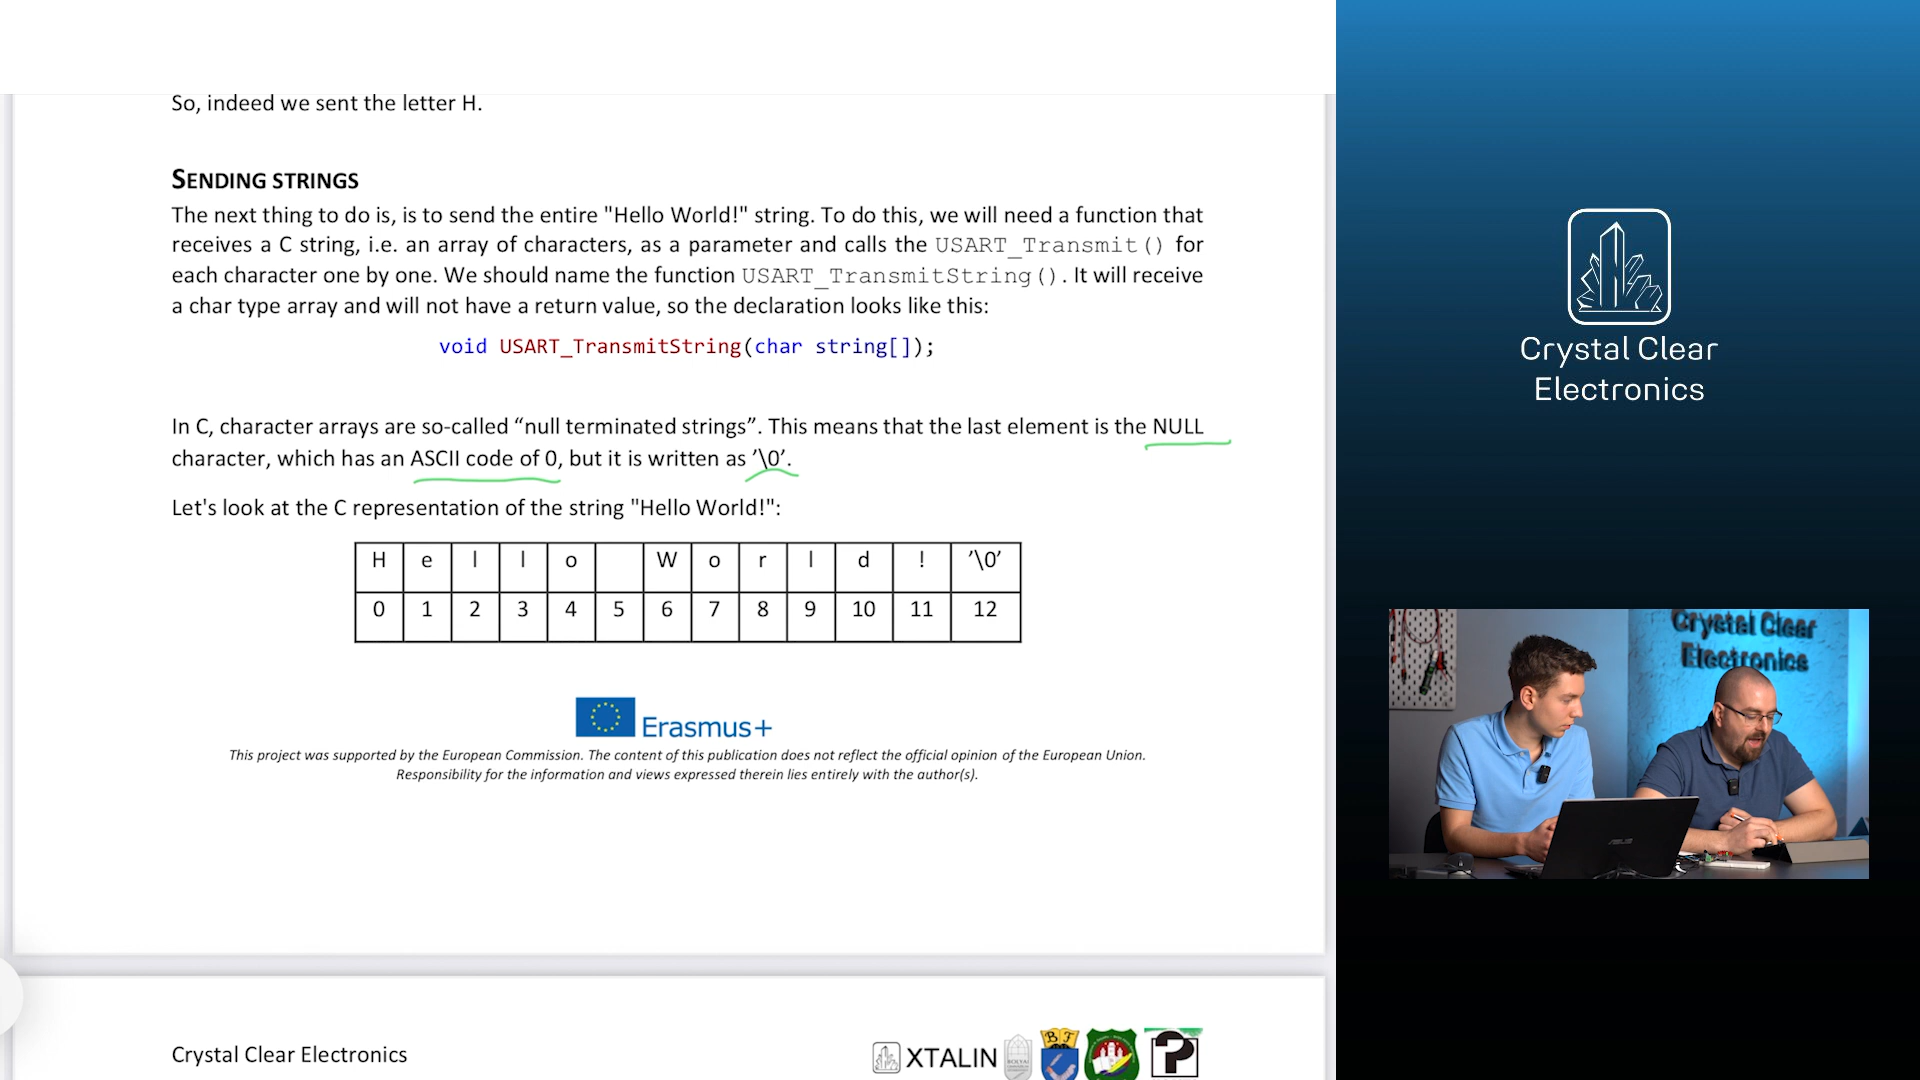 So, indeed we sent the letter H.
SENDING STRINGS
The next thing to do is, is to send the entire "Hello World!" string. To do this, we will need a function that
receives a C string, i.e. an array of characters, as a parameter and calls the USART_Transmit() for
each character one by one. We should name the function USART_TransmitString(). It will receive
a char type array and will not have a return value, so the declaration looks like this:
void USART_TransmitString(char string[]);
In C, character arrays are so-called “null terminated strings”. This means that the last element is the NULL
character, which has an ASCII code of 0, but it is written as ’\0’.
Let's look at the C representation of the string "Hello World!":
H e l l o W o r l d ! ’\0’
0 1 2 3 4 5 6 7 8 9 10 11 12
Erasmus+
This project was supported by the European Commission. The content of this publication does not reflect the official opinion of the European Union.
Responsibility for the information and views expressed therein lies entirely with the author(s).
Crystal Clear Electronics
XTALIN
B F
Crystal Clear
Electronics
Crystal Clear
Electronics
ASUS